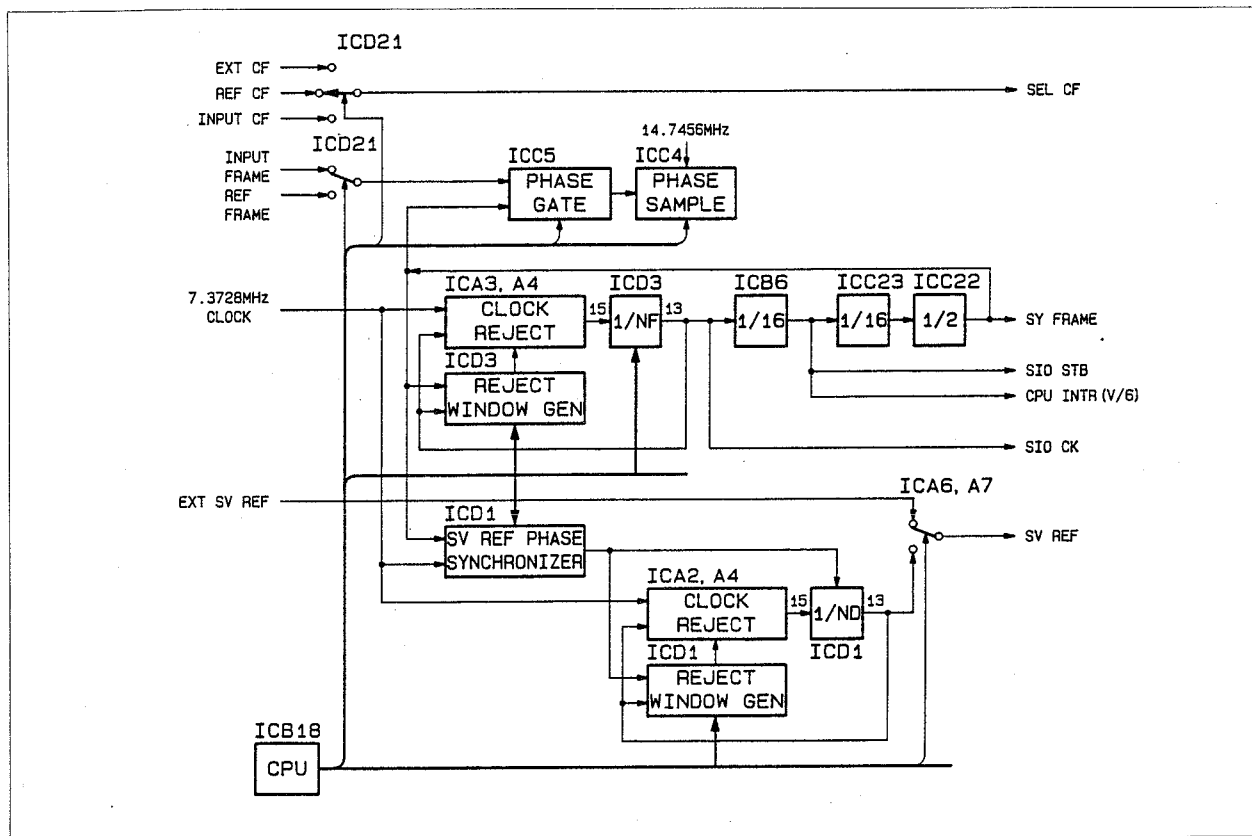 ICD21
EXT CF
REF CF
SEL CF
INPUT CF
ICD21
14.7456MHz
INPUT
FRAME
REF
FRAME
ICC5
PHASE
GATE
ICC4
PHASE
SAMPLE
7.3728MHz
CLOCK
ICA3, A4
CLOCK
REJECT
15
ICD3
1/NF
13
ICB6
1/16
ICC23
1/16
ICC22
1/2
SY FRAME
ICD3
REJECT
WINDOW GEN
SIO STB
CPU INTR(V/6)
SIO CK
EXT SV REF
ICA6, A7
SV REF
ICD1
SV REF PHASE
SYNCHRONIZER
ICA2, A4
CLOCK
REJECT
15
1/ND
13
ICD1
ICD1
REJECT
WINDOW GEN
ICB18
CPU